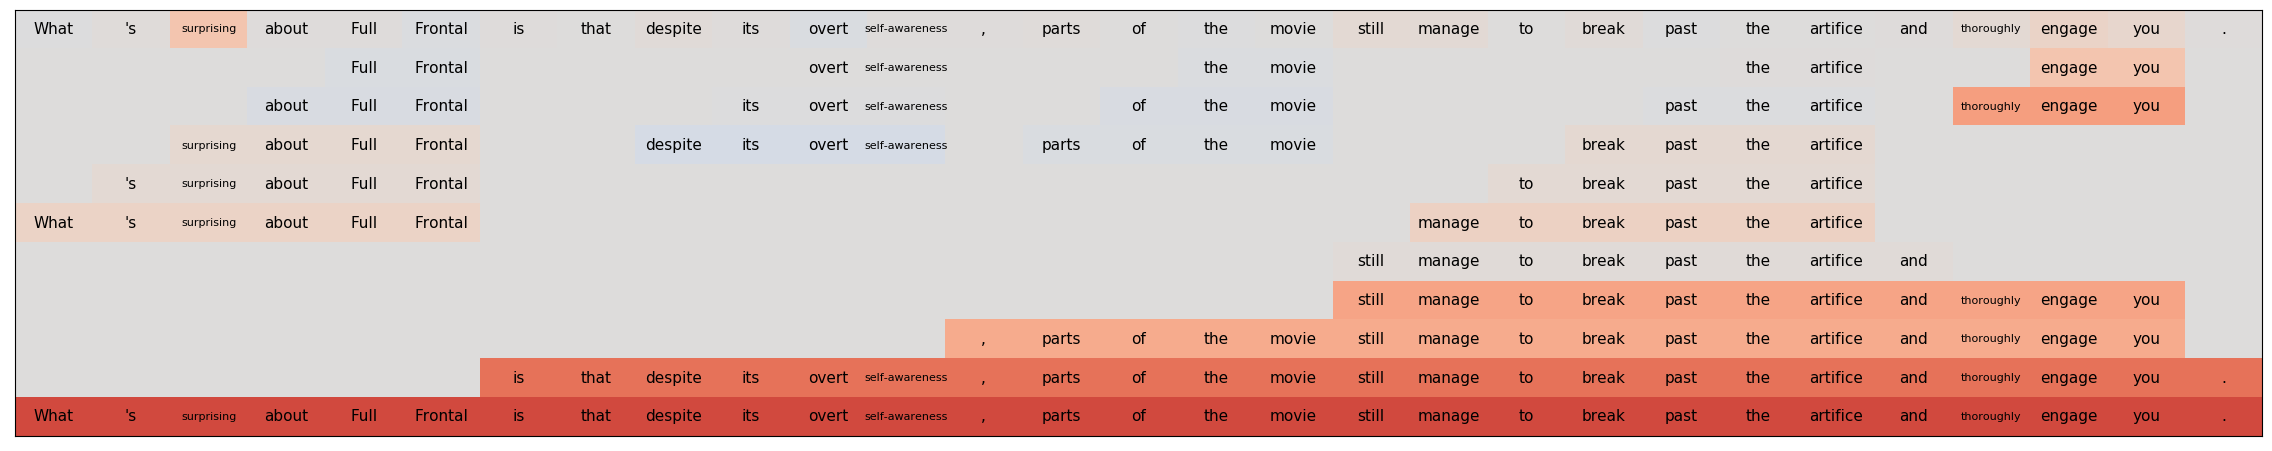 What 's surprising about Full Frontal is that despite its overt self-awareness , parts of the movie still manage to break past the artifice and thoroughly engage you .
Full Frontal overt self-awareness the movie the artifice engage you
about Full Frontal its overt self-awareness of the movie past the artifice thoroughly engage you
surprising about Full Frontal despite its overt self-awareness parts of the movie break past the artifice
's surprising about Full Frontal to break past the artifice
What 's surprising about Full Frontal manage to break past the artifice
still manage to break past the artifice and
still manage to break past the artifice and thoroughly engage you
, parts of the movie still manage to break past the artifice and thoroughly engage you
is that despite its overt self-awareness , parts of the movie still manage to break past the artifice and thoroughly engage you .
What 's surprising about Full Frontal is that despite its overt self-awareness , parts of the movie still manage to break past the artifice and thoroughly engage you .